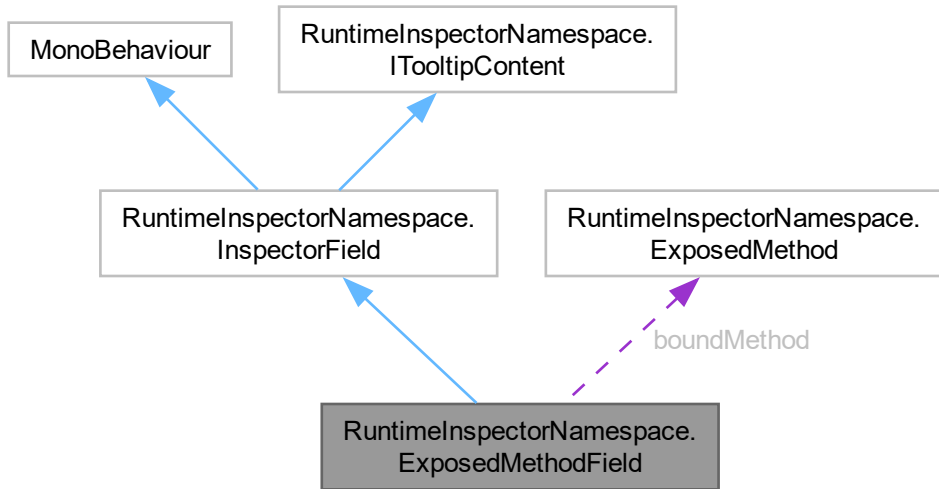 MonoBehaviour
RuntimeInspectorNamespace.
ITooltipContent
RuntimeInspectorNamespace.
InspectorField
RuntimeInspectorNamespace.
ExposedMethod
boundMethod
RuntimeInspectorNamespace.
ExposedMethodField